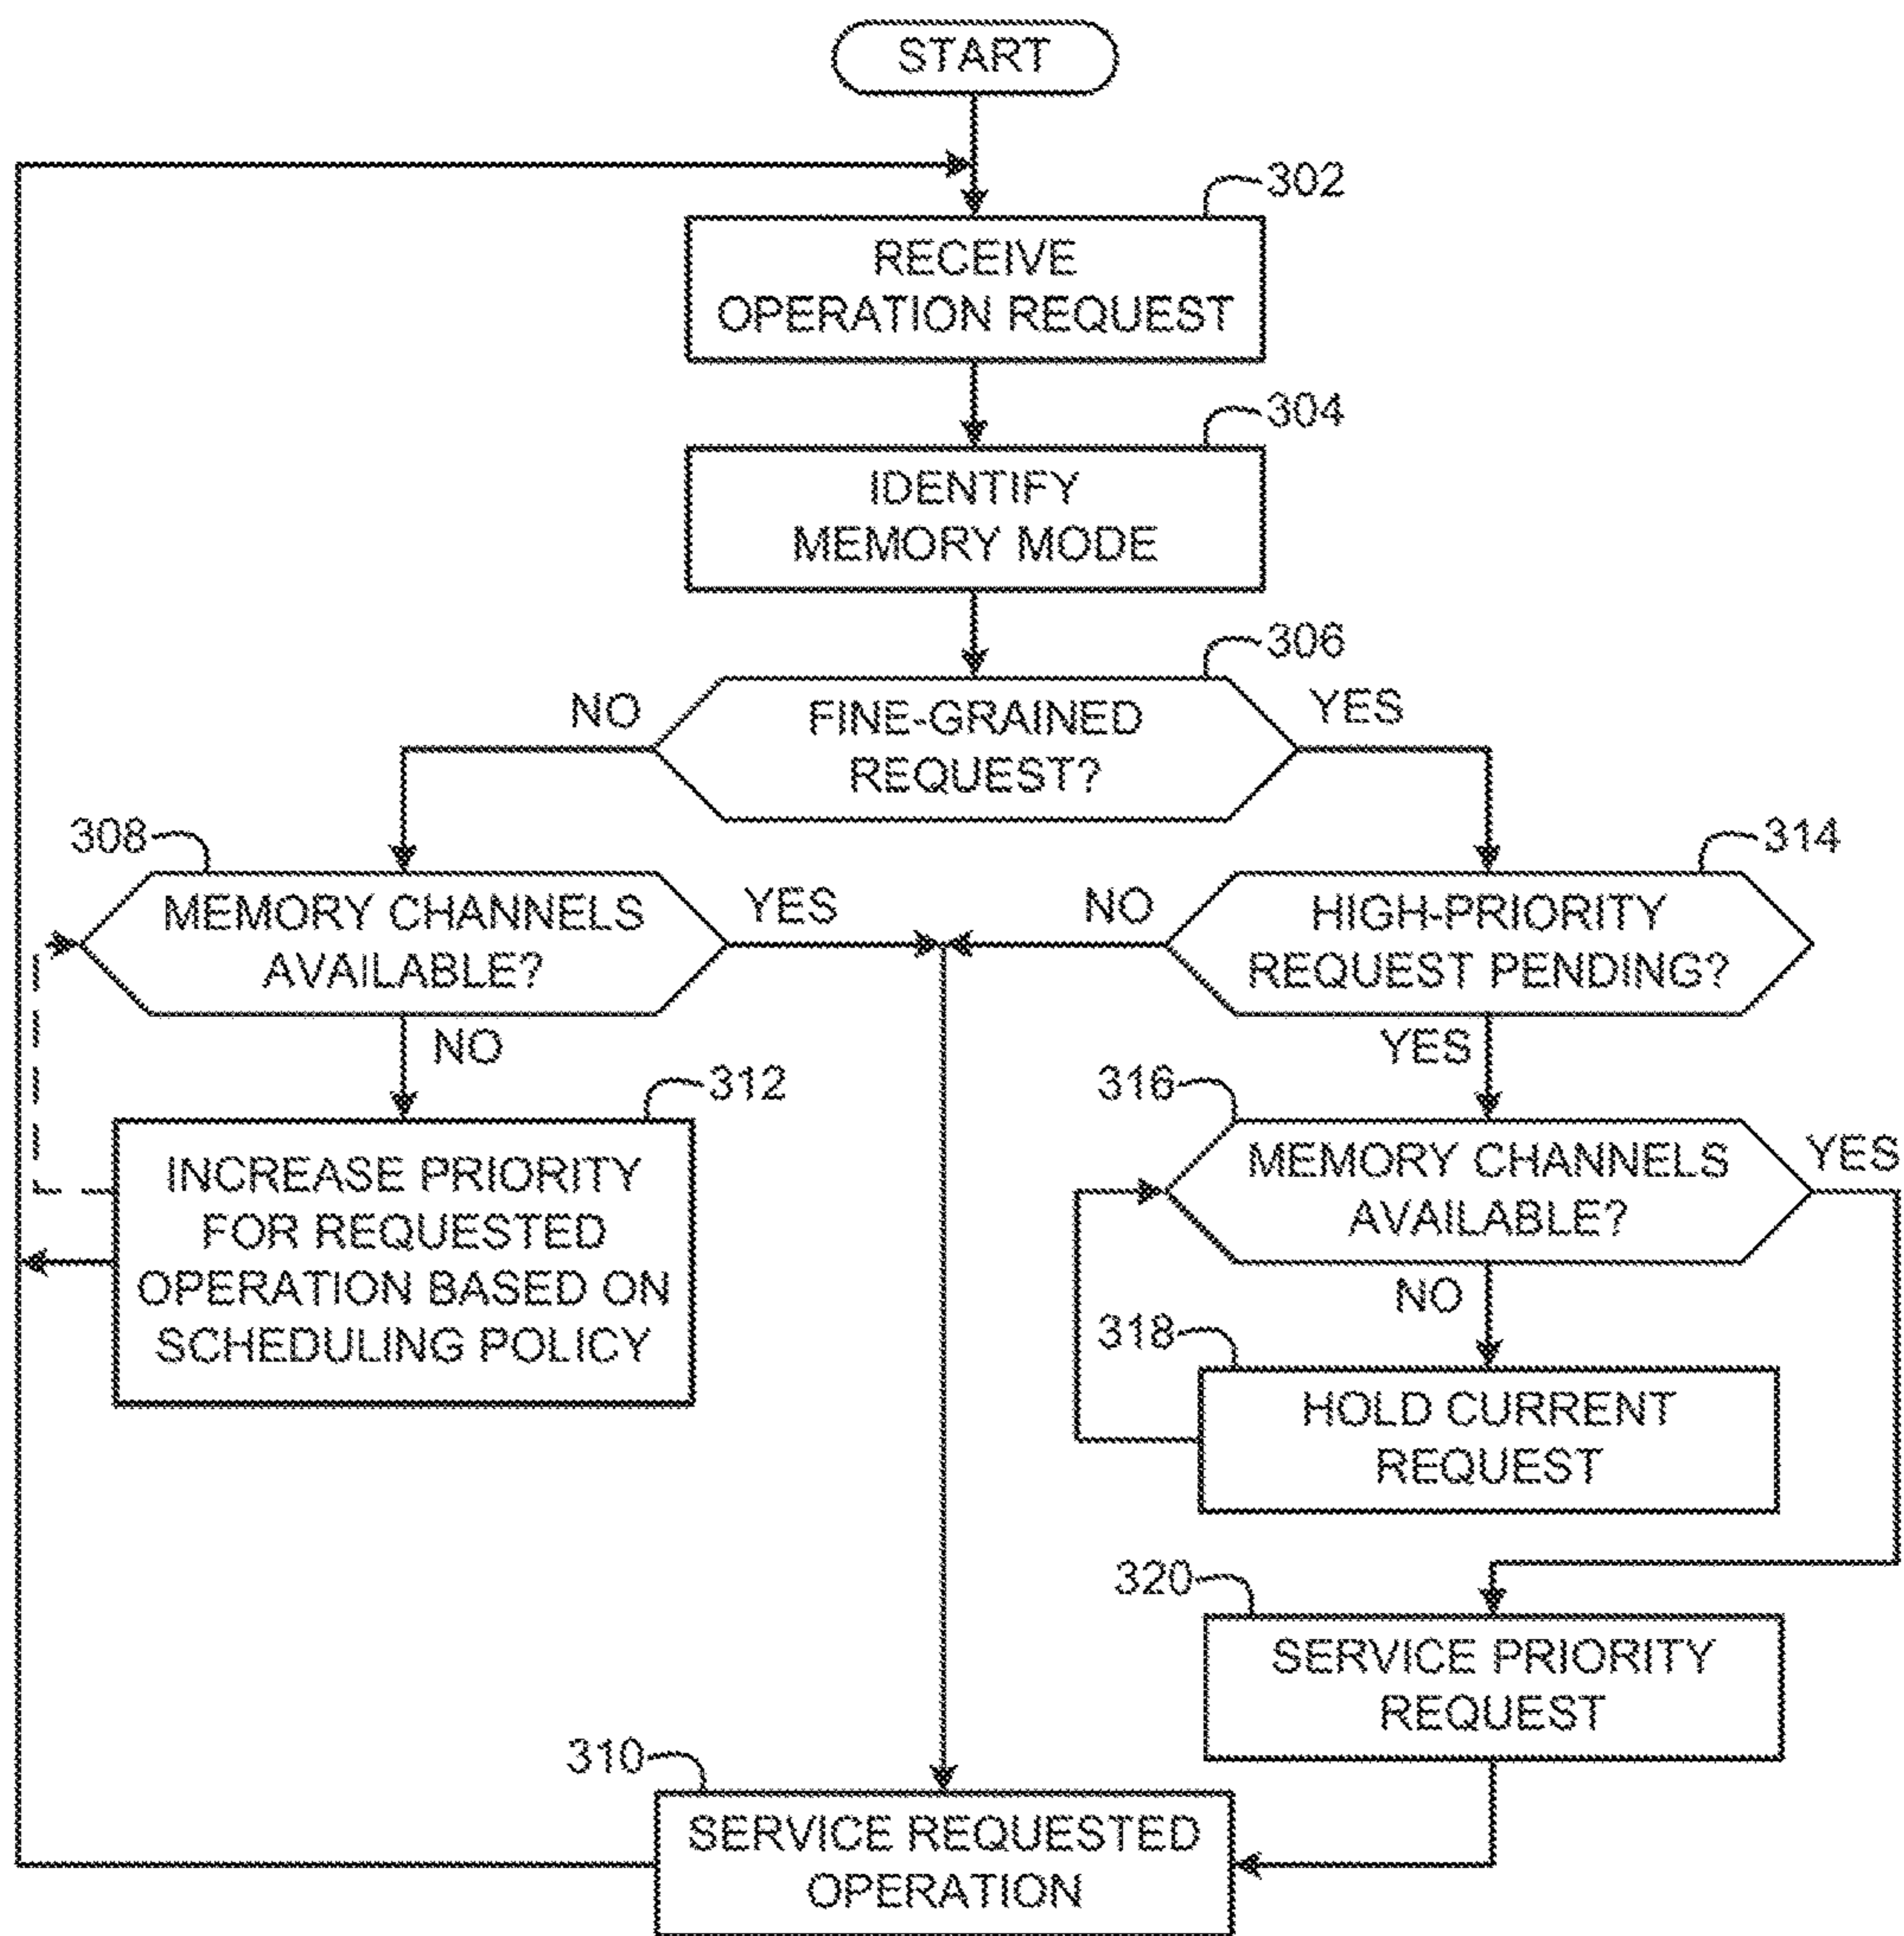 START
302
RECEIVE
OPERATION REQUEST
304
IDENTIFY
MEMORY MODE
306
NO
FINE-GRAINED
REQUEST?
YES
308
MEMORY CHANNELS
AVAILABLE?
YES
NO
314
HIGH-PRIORITY
REQUEST PENDING?
NO
YES
312
INCREASE PRIORITY
FOR REQUESTED
OPERATION BASED ON
SCHEDULING POLICY
316
MEMORY CHANNELS
AVAILABLE?
YES
NO
318
HOLD CURRENT
REQUEST
320
SERVICE PRIORITY
REQUEST
310
SERVICE REQUESTED
OPERATION